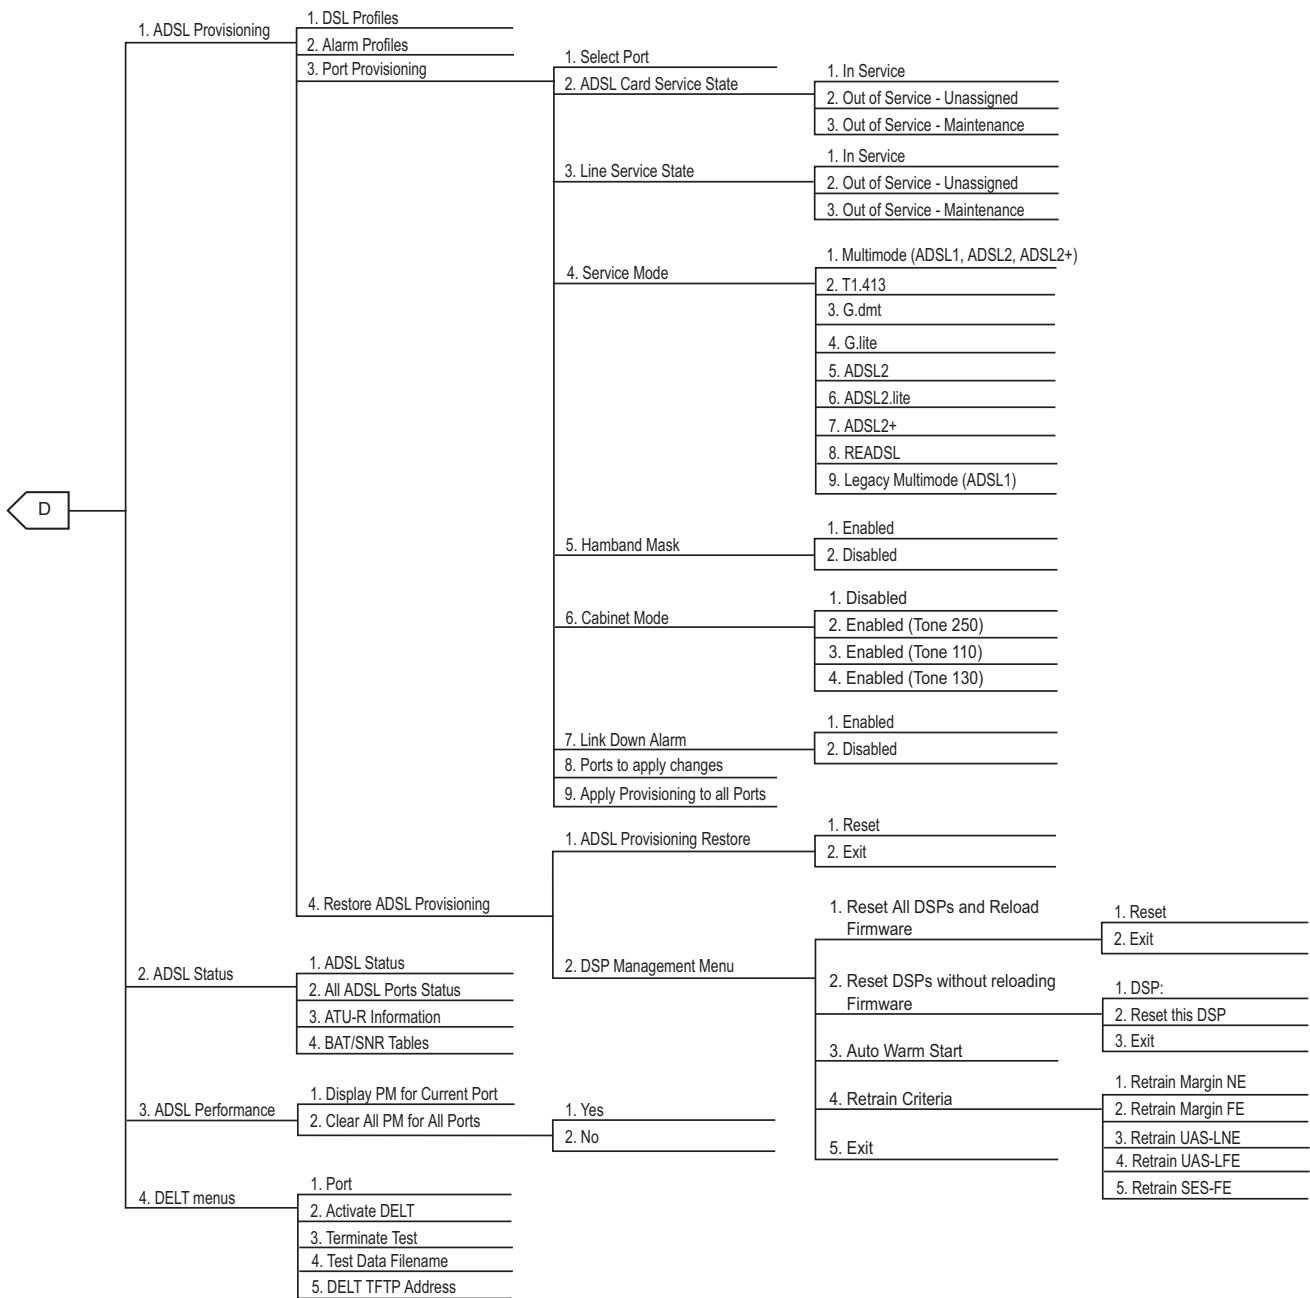 D
1. ADSL Provisioning
1. DSL Profiles
2. Alarm Profiles
3. Port Provisioning
1. Select Port
2. ADSL Card Service State
1. In Service
2. Out of Service - Unassigned
3. Out of Service - Maintenance
3. Line Service State
1. In Service
2. Out of Service - Unassigned
3. Out of Service - Maintenance
4. Service Mode
1. Multimode (ADSL1, ADSL2, ADSL2+)
2. T1.413
3. G.dmt
4. G.lite
5. ADSL2
6. ADSL2.lite
7. ADSL2+
8. READSL
9. Legacy Multimode (ADSL1)
5. Hamband Mask
1. Enabled
2. Disabled
6. Cabinet Mode
1. Disabled
2. Enabled (Tone 250)
3. Enabled (Tone 110)
4. Enabled (Tone 130)
7. Link Down Alarm
1. Enabled
2. Disabled
8. Ports to apply changes
9. Apply Provisioning to all Ports
4. Restore ADSL Provisioning
1. ADSL Provisioning Restore
1. Reset
2. Exit
2. DSP Management Menu
1. Reset All DSPs and Reload
Firmware
1. Reset
2. Exit
2. Reset DSPs without reloading
Firmware
1. DSP:
2. Reset this DSP
3. Exit
3. Auto Warm Start
4. Retrain Criteria
1. Retrain Margin NE
2. Retrain Margin FE
3. Retrain UAS-LNE
4. Retrain UAS-LFE
5. Retrain SES-FE
5. Exit
2. ADSL Status
1. ADSL Status
2. All ADSL Ports Status
3. ATU-R Information
4. BAT/SNR Tables
3. ADSL Performance
1. Display PM for Current Port
2. Clear All PM for All Ports
1. Yes
2. No
4. DELT menus
1. Port
2. Activate DELT
3. Terminate Test
4. Test Data Filename
5. DELT TFTP Address